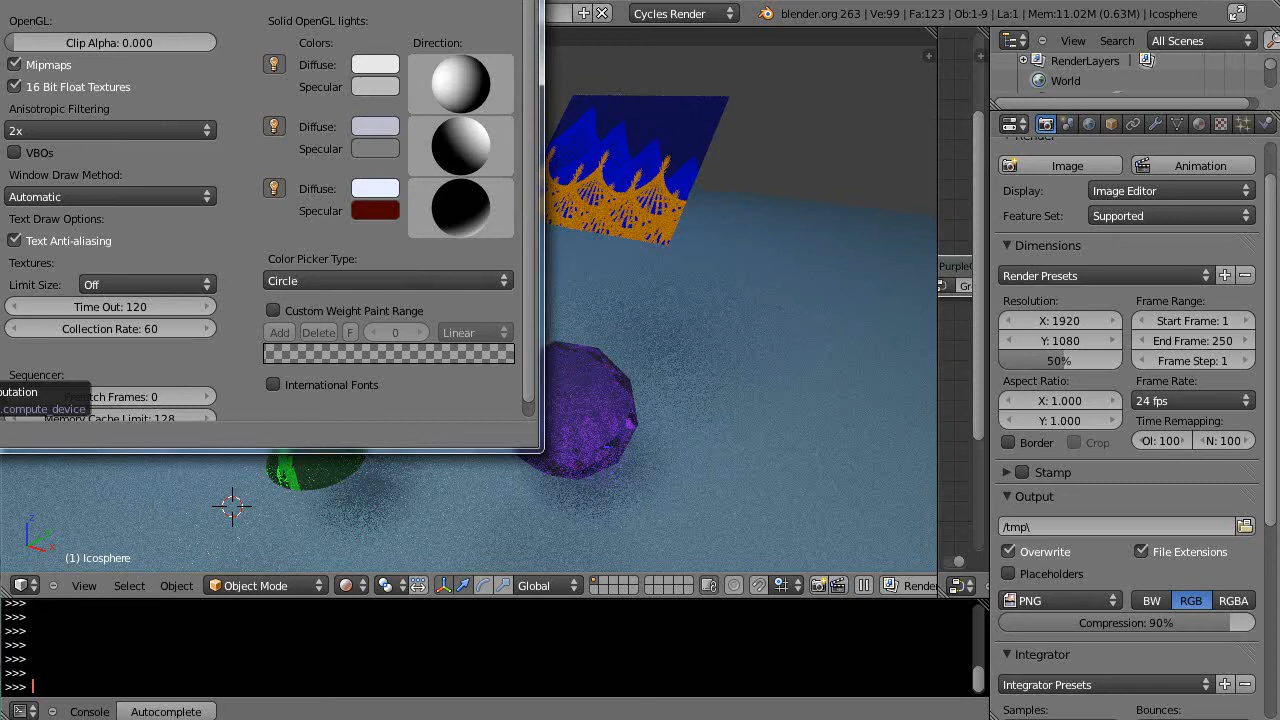 OpenGL:
Clip Alpha: 0.000
Mipmaps
16 Bit Float Textures
Anisotropic Filtering
2x
VBOs
Window Draw Method:
Automatic
Text Draw Options:
Text Anti-aliasing
Textures:
Limit Size: Off
Time Out: 120
Collection Rate: 60
Sequencer:
Prefetch Frames: 0
Memory Cache Limit: 128
putation
.compute_device
Solid OpenGL lights:
Colors: Direction:
Diffuse:
Specular
Diffuse:
Specular
Diffuse:
Specular
Color Picker Type:
Circle
Custom Weight Paint Range
Add Delete F 0 Linear
International Fonts
Cycles Render
blender.org 263 | Ve:99 | Fa:123 | Ob:1-9 | La:1 | Mem:11.02M (0.63M) | Icosphere
View Search All Scenes
RenderLayers
World
Image Animation
Display: Image Editor
Feature Set: Supported
Dimensions
Render Presets
Resolution: Frame Range:
X: 1920 Start Frame: 1
Y: 1080 End Frame: 250
50% Frame Step: 1
Aspect Ratio: Frame Rate:
X: 1.000 24 fps
Y: 1.000 Time Remapping:
Border Crop Ol: 100 N: 100
Stamp
Output
/tmp\
Overwrite File Extensions
Placeholders
PNG BW RGB RGBA
Compression: 90%
Integrator
Integrator Presets
Samples: Bounces:
z
x
(1) Icosphere
View Select Object Object Mode Global Render
>>>
>>>
>>>
>>>
>>>
>>>
>>>
Console Autocomplete